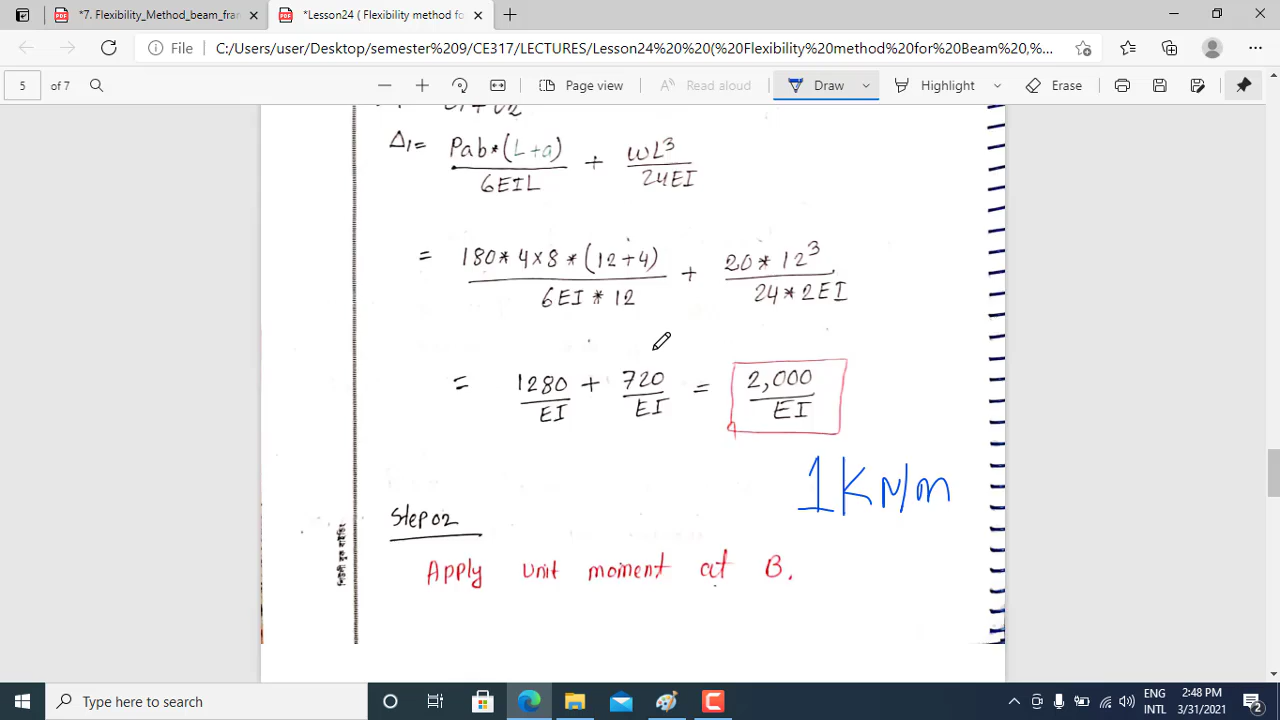 *7. Flexibility_Method_beam_Fram
*Lesson24 ( Flexibility method fo
File
C:/Users/user/Desktop/semester%209/CE317/LECTURES/Lesson24%20%20(%20Flexibility%20method%20for%20Beam%20,%...
5 of 7
Page view
Read aloud
Draw
Highlight
Erase
Δ1= Pab*(L+a)/6EIL + WL³/24EI
= 180*4×8*(12+4)/6EI*12 + 20*12³/24*2EI
= 1280/EI + 720/EI = 2,000/EI
1KN/m
Step 02
Apply Unit moment at B.
Type here to search
ENG
INTL
2:48 PM
3/31/2021
2